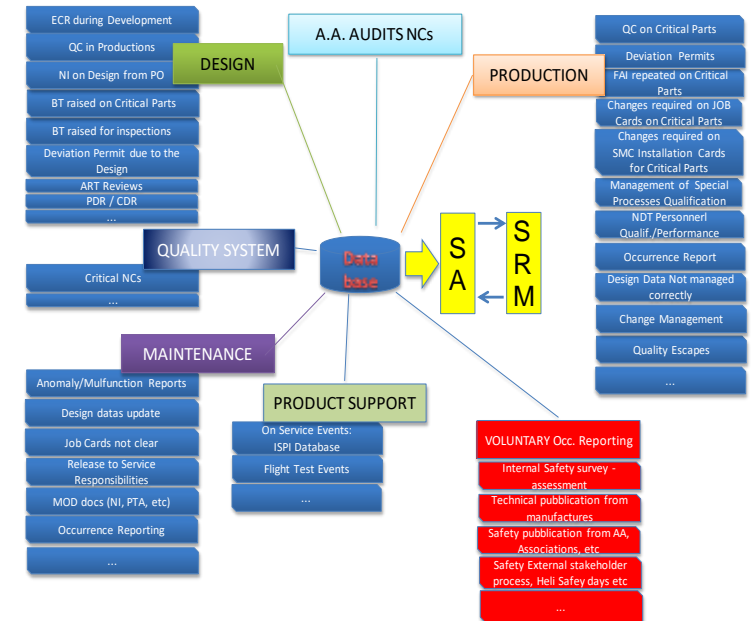 ECR during Development
QC in Productions
NI on Design from PO
BT raised on Critical Parts
BT raised for inspections
Deviation Permit due to the
Design
ART Reviews
PDR / CDR
...
DESIGN
A.A. AUDITS NCs
PRODUCTION
QC on Critical Parts
Deviation Permits
FAI repeated on Critical
Parts
Changes required on JOB
Cards on Critical Parts
Changes required on
SMC Installation Cards
for Critical Parts
Management of Special
Processes Qualification
NDT Personnerl
Qualif./Performance
Occurrence Report
Design Data Not managed
correctly
Change Management
Quality Escapes
...
QUALITY SYSTEM
Critical NCs
...
Data
base
S
A
S
R
M
MAINTENANCE
Anomaly/Mulfunction Reports
Design datas update
Job Cards not clear
Release to Service
Responsibilities
MOD docs (NI, PTA, etc)
Occurrence Reporting
...
PRODUCT SUPPORT
On Service Events:
ISPI Database
Flight Test Events
...
VOLUNTARY Occ. Reporting
Internal Safety survey -
assessment
Technical publication from
manufactures
Safety pubblication from AA,
Associations, etc
Safety External stakeholder
process, Heli Safey days etc
...